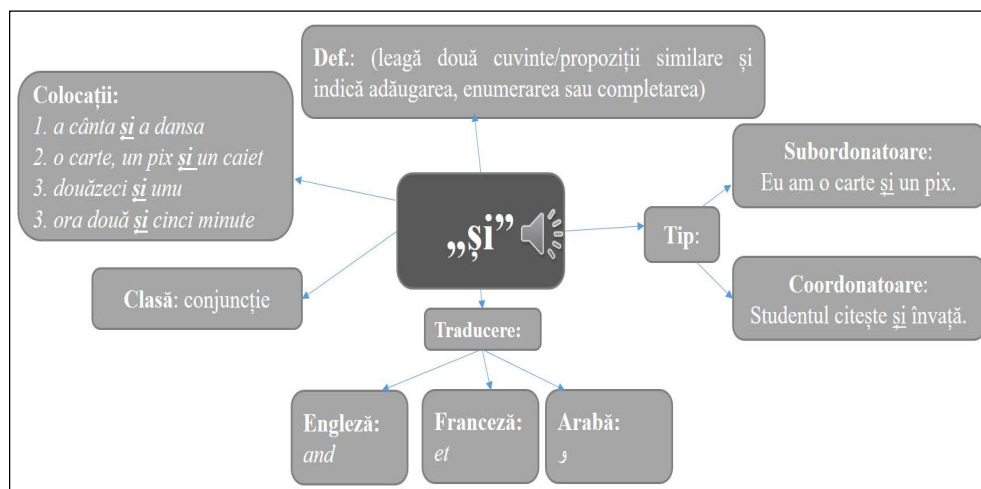 Def.: (leagă două cuvinte/propoziții similare și
indică adăugarea, enumerarea sau completarea)
Colocații:
1. a cânta și a dansa
2. o carte, un pix și un caiet
3. douăzeci și unu
3. ora două și cinci minute
„și”
Subordonatoare:
Eu am o carte și un pix.
Tip:
Coordonatoare:
Studentul citește și învață.
Clasă: conjuncție
Traducere:
Engleză:
and
Franceză:
et
Arabă:
و